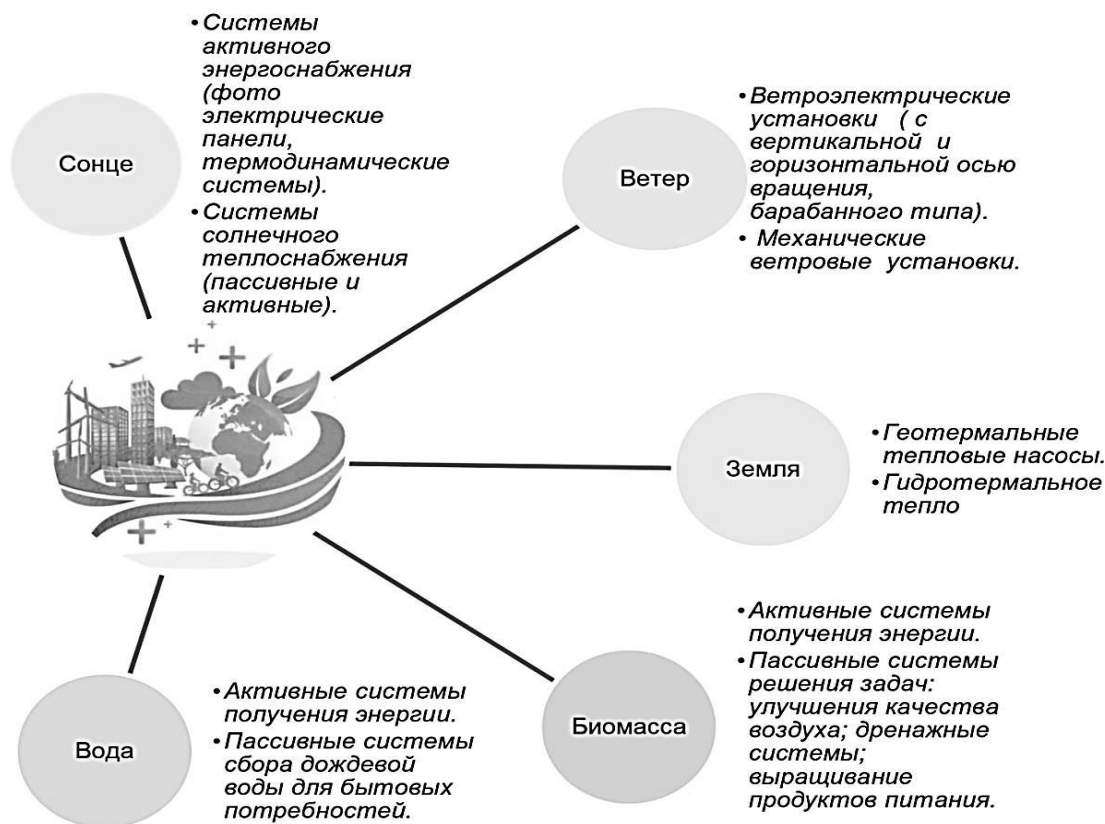 Сонце
• Системы
активного
энергоснабжения
(фото
электрические
панели,
термодинамические
системы).
• Системы
солнечного
теплоснабжения
(пассивные и
активные).
Ветер
• Ветроэлектрические
установки ( с
вертикальной и
горизонтальной осью
вращения,
барабанного типа).
• Механические
ветровые установки.
Земля
• Геотермальные
тепловые насосы.
• Гидротермальное
тепло
Вода
• Активные системы
получения энергии.
• Пассивные системы
сбора дождевой
воды для бытовых
потребностей.
Биомасса
• Активные системы
получения энергии.
• Пассивные системы
решения задач:
улучшения качества
воздуха; дренажные
системы;
выращивание
продуктов питания.